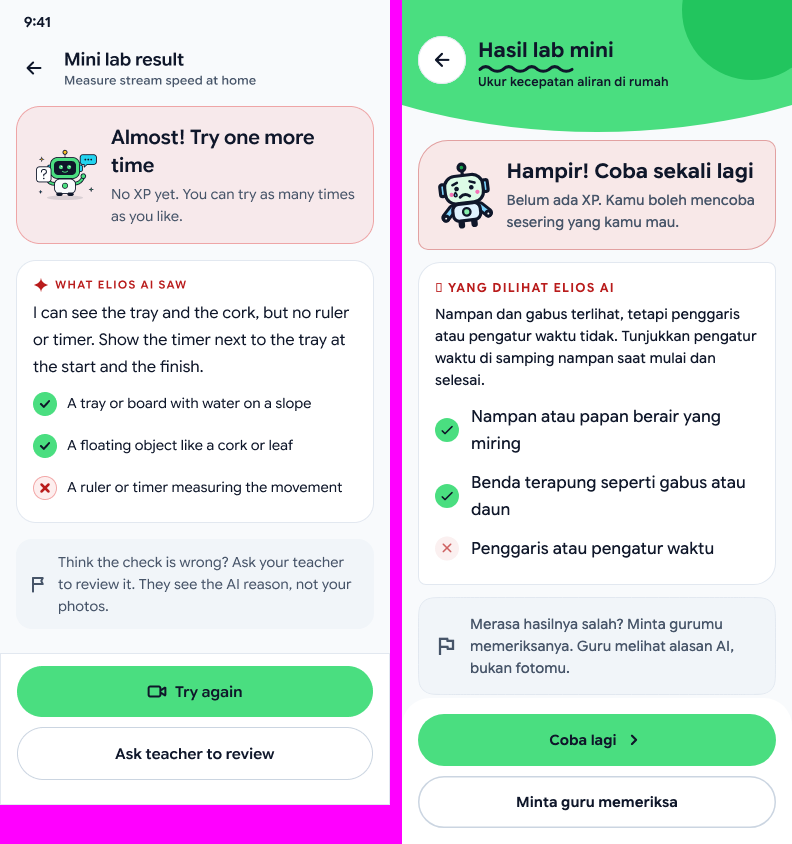 9:41
Mini lab result
Measure stream speed at home
Almost! Try one more
time
No XP yet. You can try as many times
as you like.
WHAT ELIOS AI SAW
I can see the tray and the cork, but no ruler
or timer. Show the timer next to the tray at
the start and the finish.
A tray or board with water on a slope
A floating object like a cork or leaf
A ruler or timer measuring the movement
Think the check is wrong? Ask your teacher
to review it. They see the AI reason, not your
photos.
Try again
Ask teacher to review
Hasil lab mini
Ukur kecepatan aliran di rumah
Hampir! Coba sekali lagi
Belum ada XP. Kamu boleh mencoba
sesering yang kamu mau.
YANG DILIHAT ELIOS AI
Nampan dan gabus terlihat, tetapi penggaris
atau pengatur waktu tidak. Tunjukkan pengatur
waktu di samping nampan saat mulai dan
selesai.
Nampan atau papan berair yang
miring
Benda terapung seperti gabus atau
daun
Penggaris atau pengatur waktu
Merasa hasilnya salah? Minta gurumu
memeriksanya. Guru melihat alasan AI,
bukan fotomu.
Coba lagi
Minta guru memeriksa